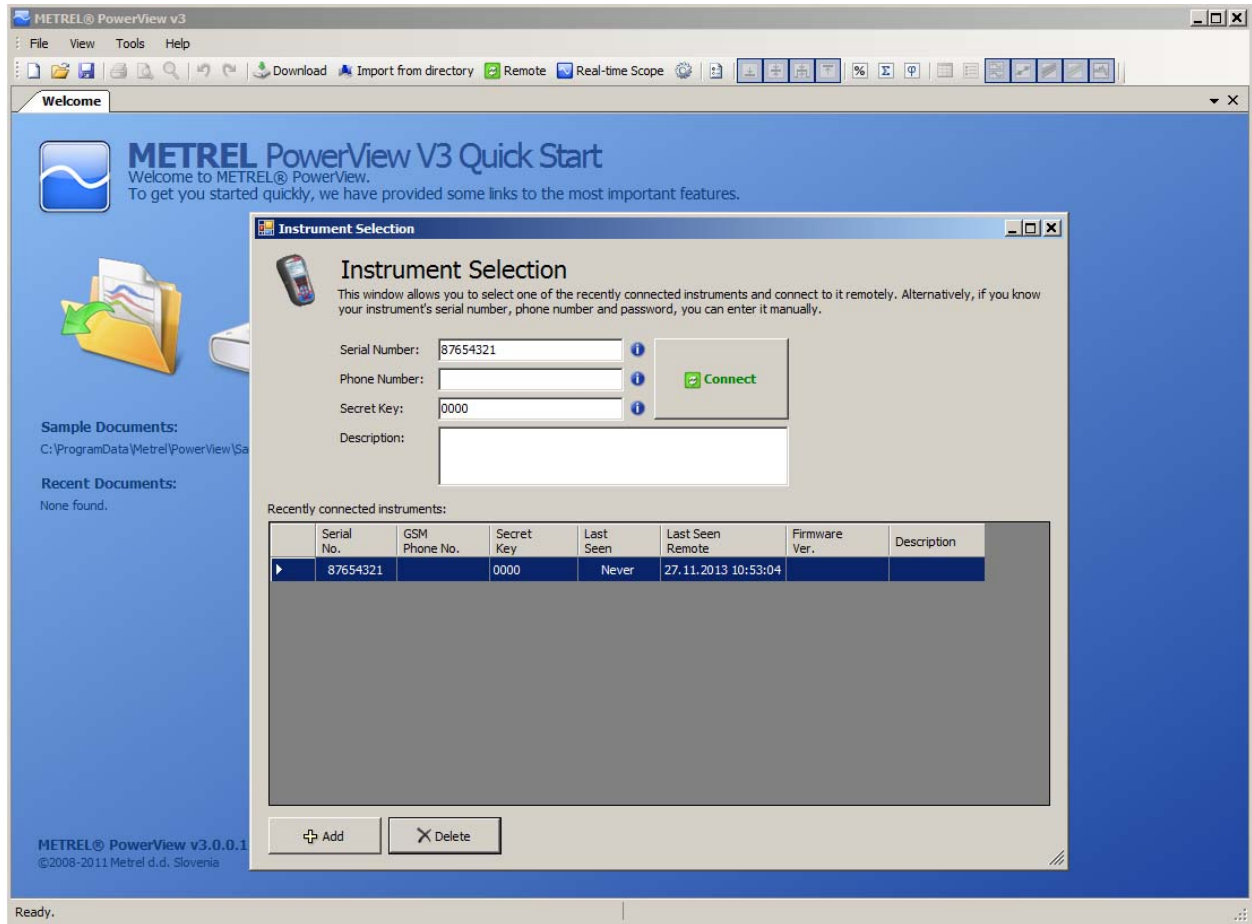 METREL® PowerView v3
File View Tools Help
Download Import from directory Remote Real-time Scope % Σ φ
Welcome
METREL PowerView V3 Quick Start
Welcome to METREL® PowerView.
To get you started quickly, we have provided some links to the most important features.
Instrument Selection
Instrument Selection
This window allows you to select one of the recently connected instruments and connect to it remotely. Alternatively, if you know
your instrument's serial number, phone number and password, you can enter it manually.
Serial Number: 87654321
Phone Number:
Connect
Secret Key: 0000
Description:
Sample Documents:
C:\ProgramData\Metrel\PowerView\Sa
Recent Documents:
None found.
Recently connected instruments:
Serial No. GSM Phone No. Secret Key Last Seen Last Seen Remote Firmware Ver. Description
87654321 0000 Never 27.11.2013 10:53:04
Add Delete
METREL® PowerView v3.0.0.1
©2008-2011 Metrel d.d. Slovenia
Ready.